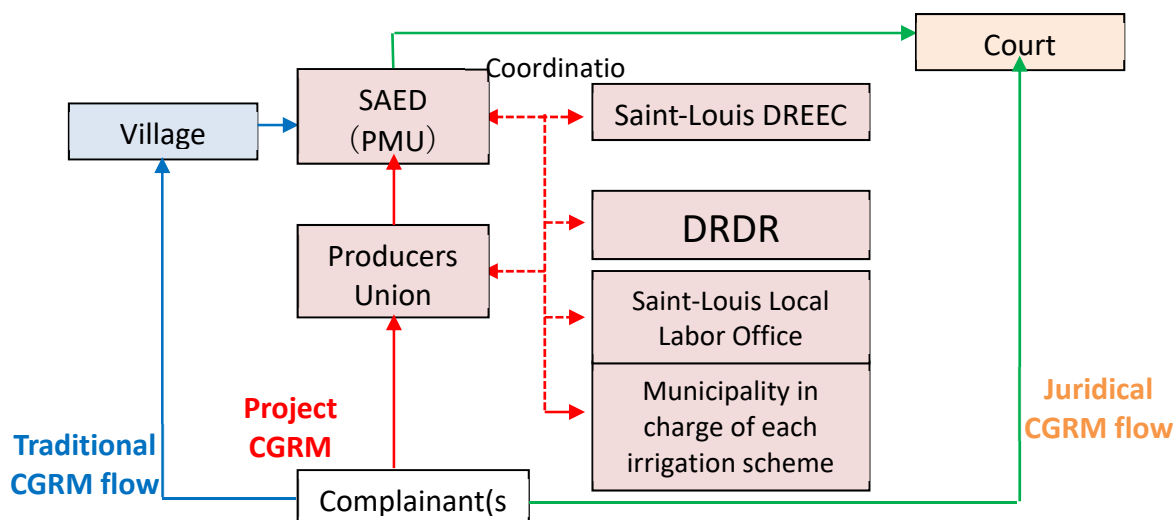 Court
Coordinatio
SAED
（PMU）
Village
Saint-Louis DREEC
DRDR
Producers
Union
Saint-Louis Local
Labor Office
Municipality in
charge of each
irrigation scheme
Project
CGRM
Juridical
CGRM flow
Traditional
CGRM flow
Complainant(s